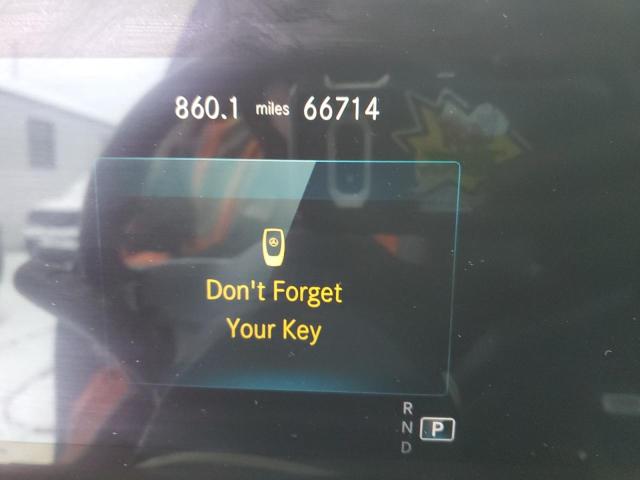 860.1 miles 66714
Don't Forget
Your Key
R
N P
D